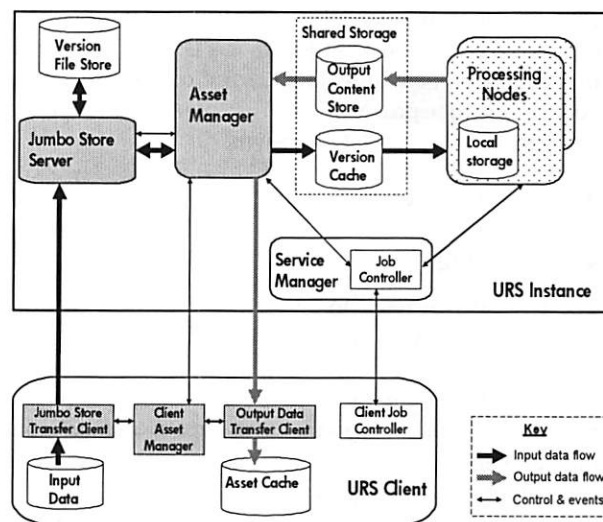 Version
File Store
Jumbo Store
Server
Asset
Manager
Shared Storage
Output
Content
Store
Version
Cache
Processing
Nodes
Local
storage
Service
Manager
Job
Controller
URS Instance
Jumbo Store
Transfer Client
Client
Asset
Manager
Output Data
Transfer Client
Client Job
Controller
Input
Data
Asset Cache
URS Client
Key
Input data flow
Output data flow
Control & events